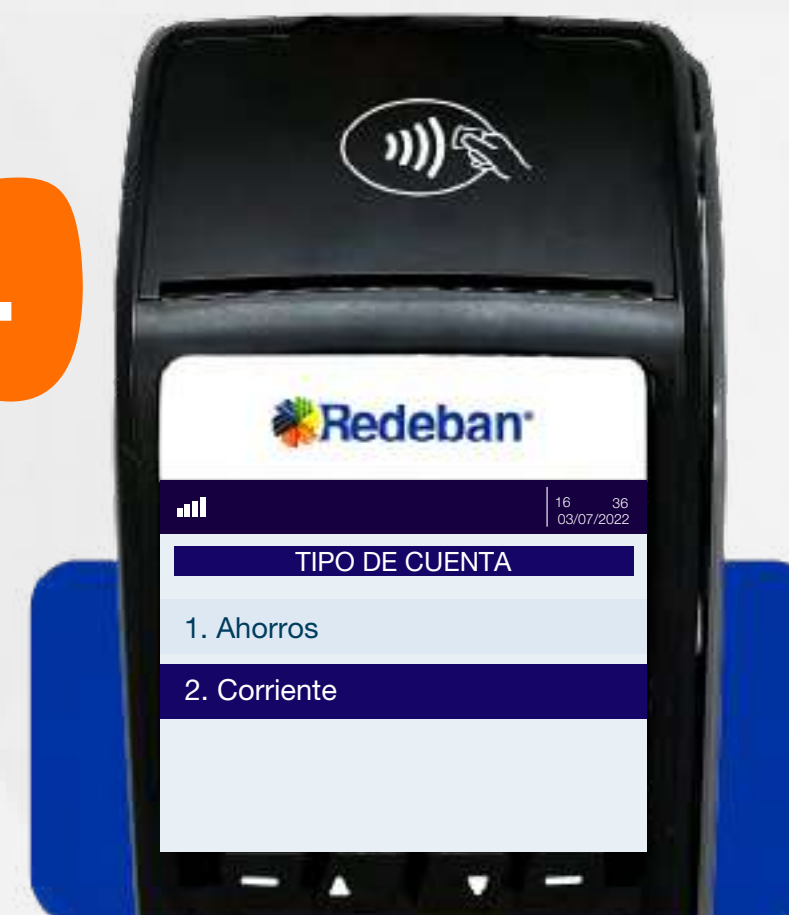 Redeban
16 36
03/07/2022
TIPO DE CUENTA
1. Ahorros
2. Corriente